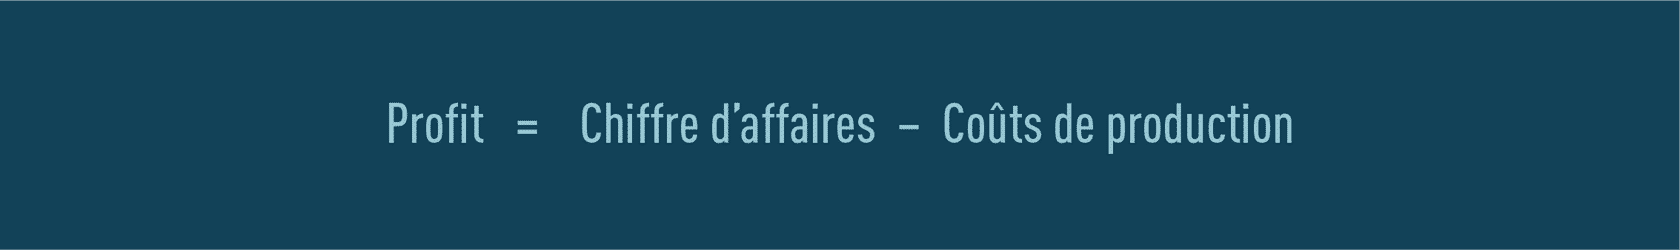 Profit = Chiffre d’affaires – Coûts de production